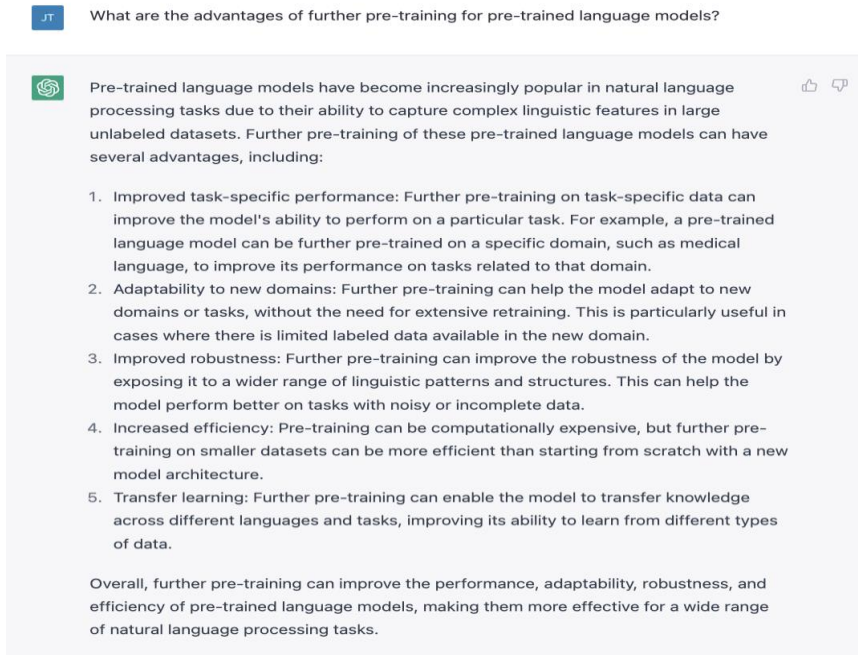 JT What are the advantages of further pre-training for pre-trained language models?
Pre-trained language models have become increasingly popular in natural language
processing tasks due to their ability to capture complex linguistic features in large
unlabeled datasets. Further pre-training of these pre-trained language models can have
several advantages, including:
1. Improved task-specific performance: Further pre-training on task-specific data can
improve the model's ability to perform on a particular task. For example, a pre-trained
language model can be further pre-trained on a specific domain, such as medical
language, to improve its performance on tasks related to that domain.
2. Adaptability to new domains: Further pre-training can help the model adapt to new
domains or tasks, without the need for extensive retraining. This is particularly useful in
cases where there is limited labeled data available in the new domain.
3. Improved robustness: Further pre-training can improve the robustness of the model by
exposing it to a wider range of linguistic patterns and structures. This can help the
model perform better on tasks with noisy or incomplete data.
4. Increased efficiency: Pre-training can be computationally expensive, but further pre-
training on smaller datasets can be more efficient than starting from scratch with a new
model architecture.
5. Transfer learning: Further pre-training can enable the model to transfer knowledge
across different languages and tasks, improving its ability to learn from different types
of data.
Overall, further pre-training can improve the performance, adaptability, robustness, and
efficiency of pre-trained language models, making them more effective for a wide range
of natural language processing tasks.